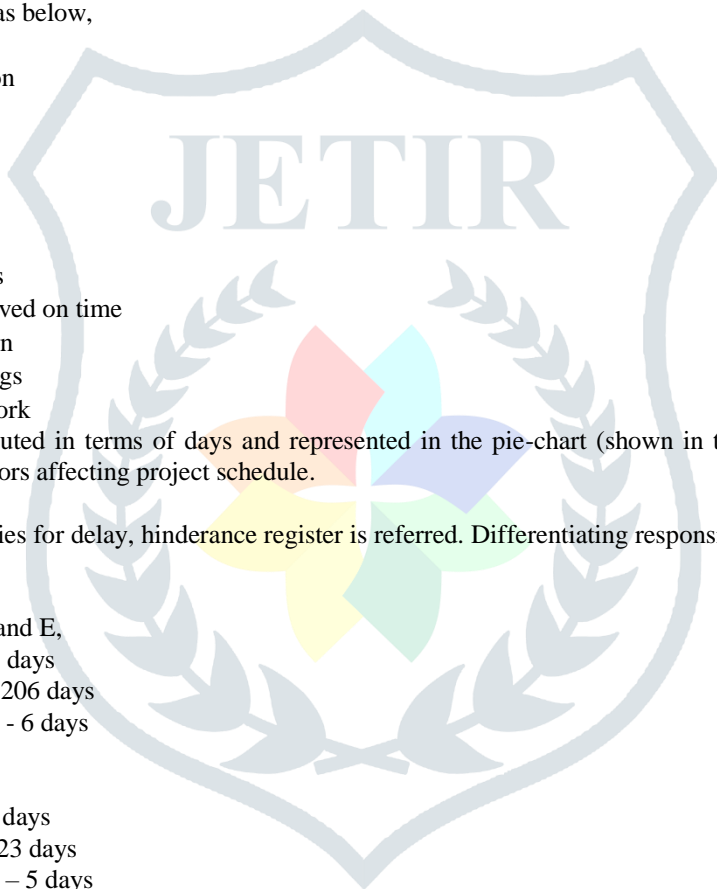 as below,
on
JETIR
s
ved on time
n
gs
ork
uted in terms of days and represented in the pie-chart (shown in t
ors affecting project schedule.
ies for delay, hinderance register is referred. Differentiating respons
and E,
days
206 days
- 6 days
days
23 days
– 5 days